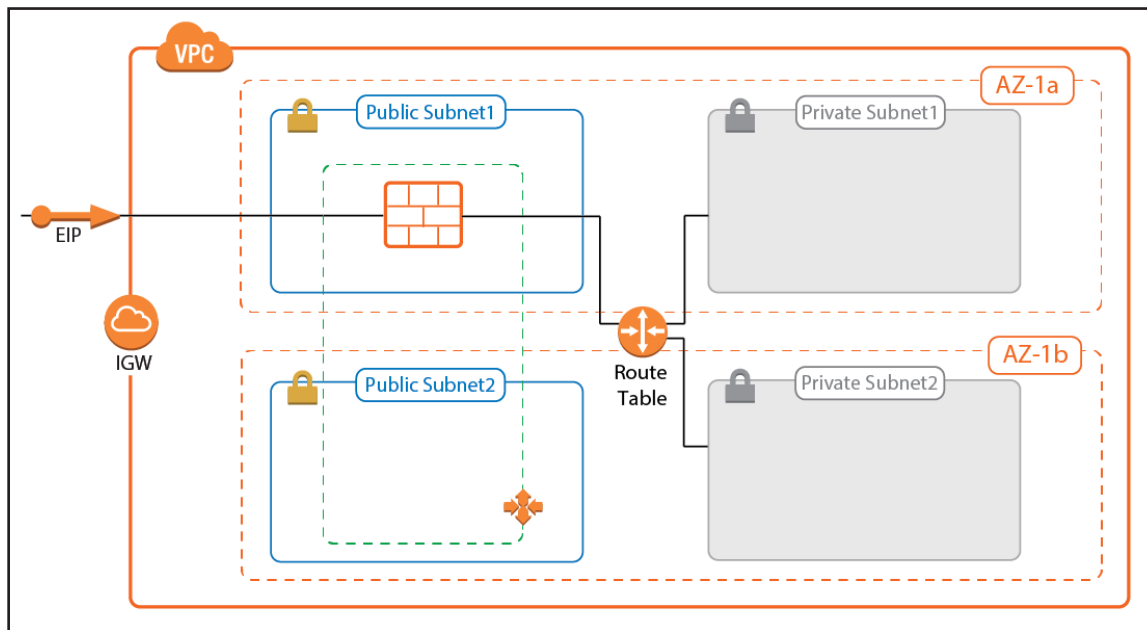 VPC
AZ-1a
Public Subnet1
Private Subnet1
EIP
IGW
Route
Table
AZ-1b
Public Subnet2
Private Subnet2